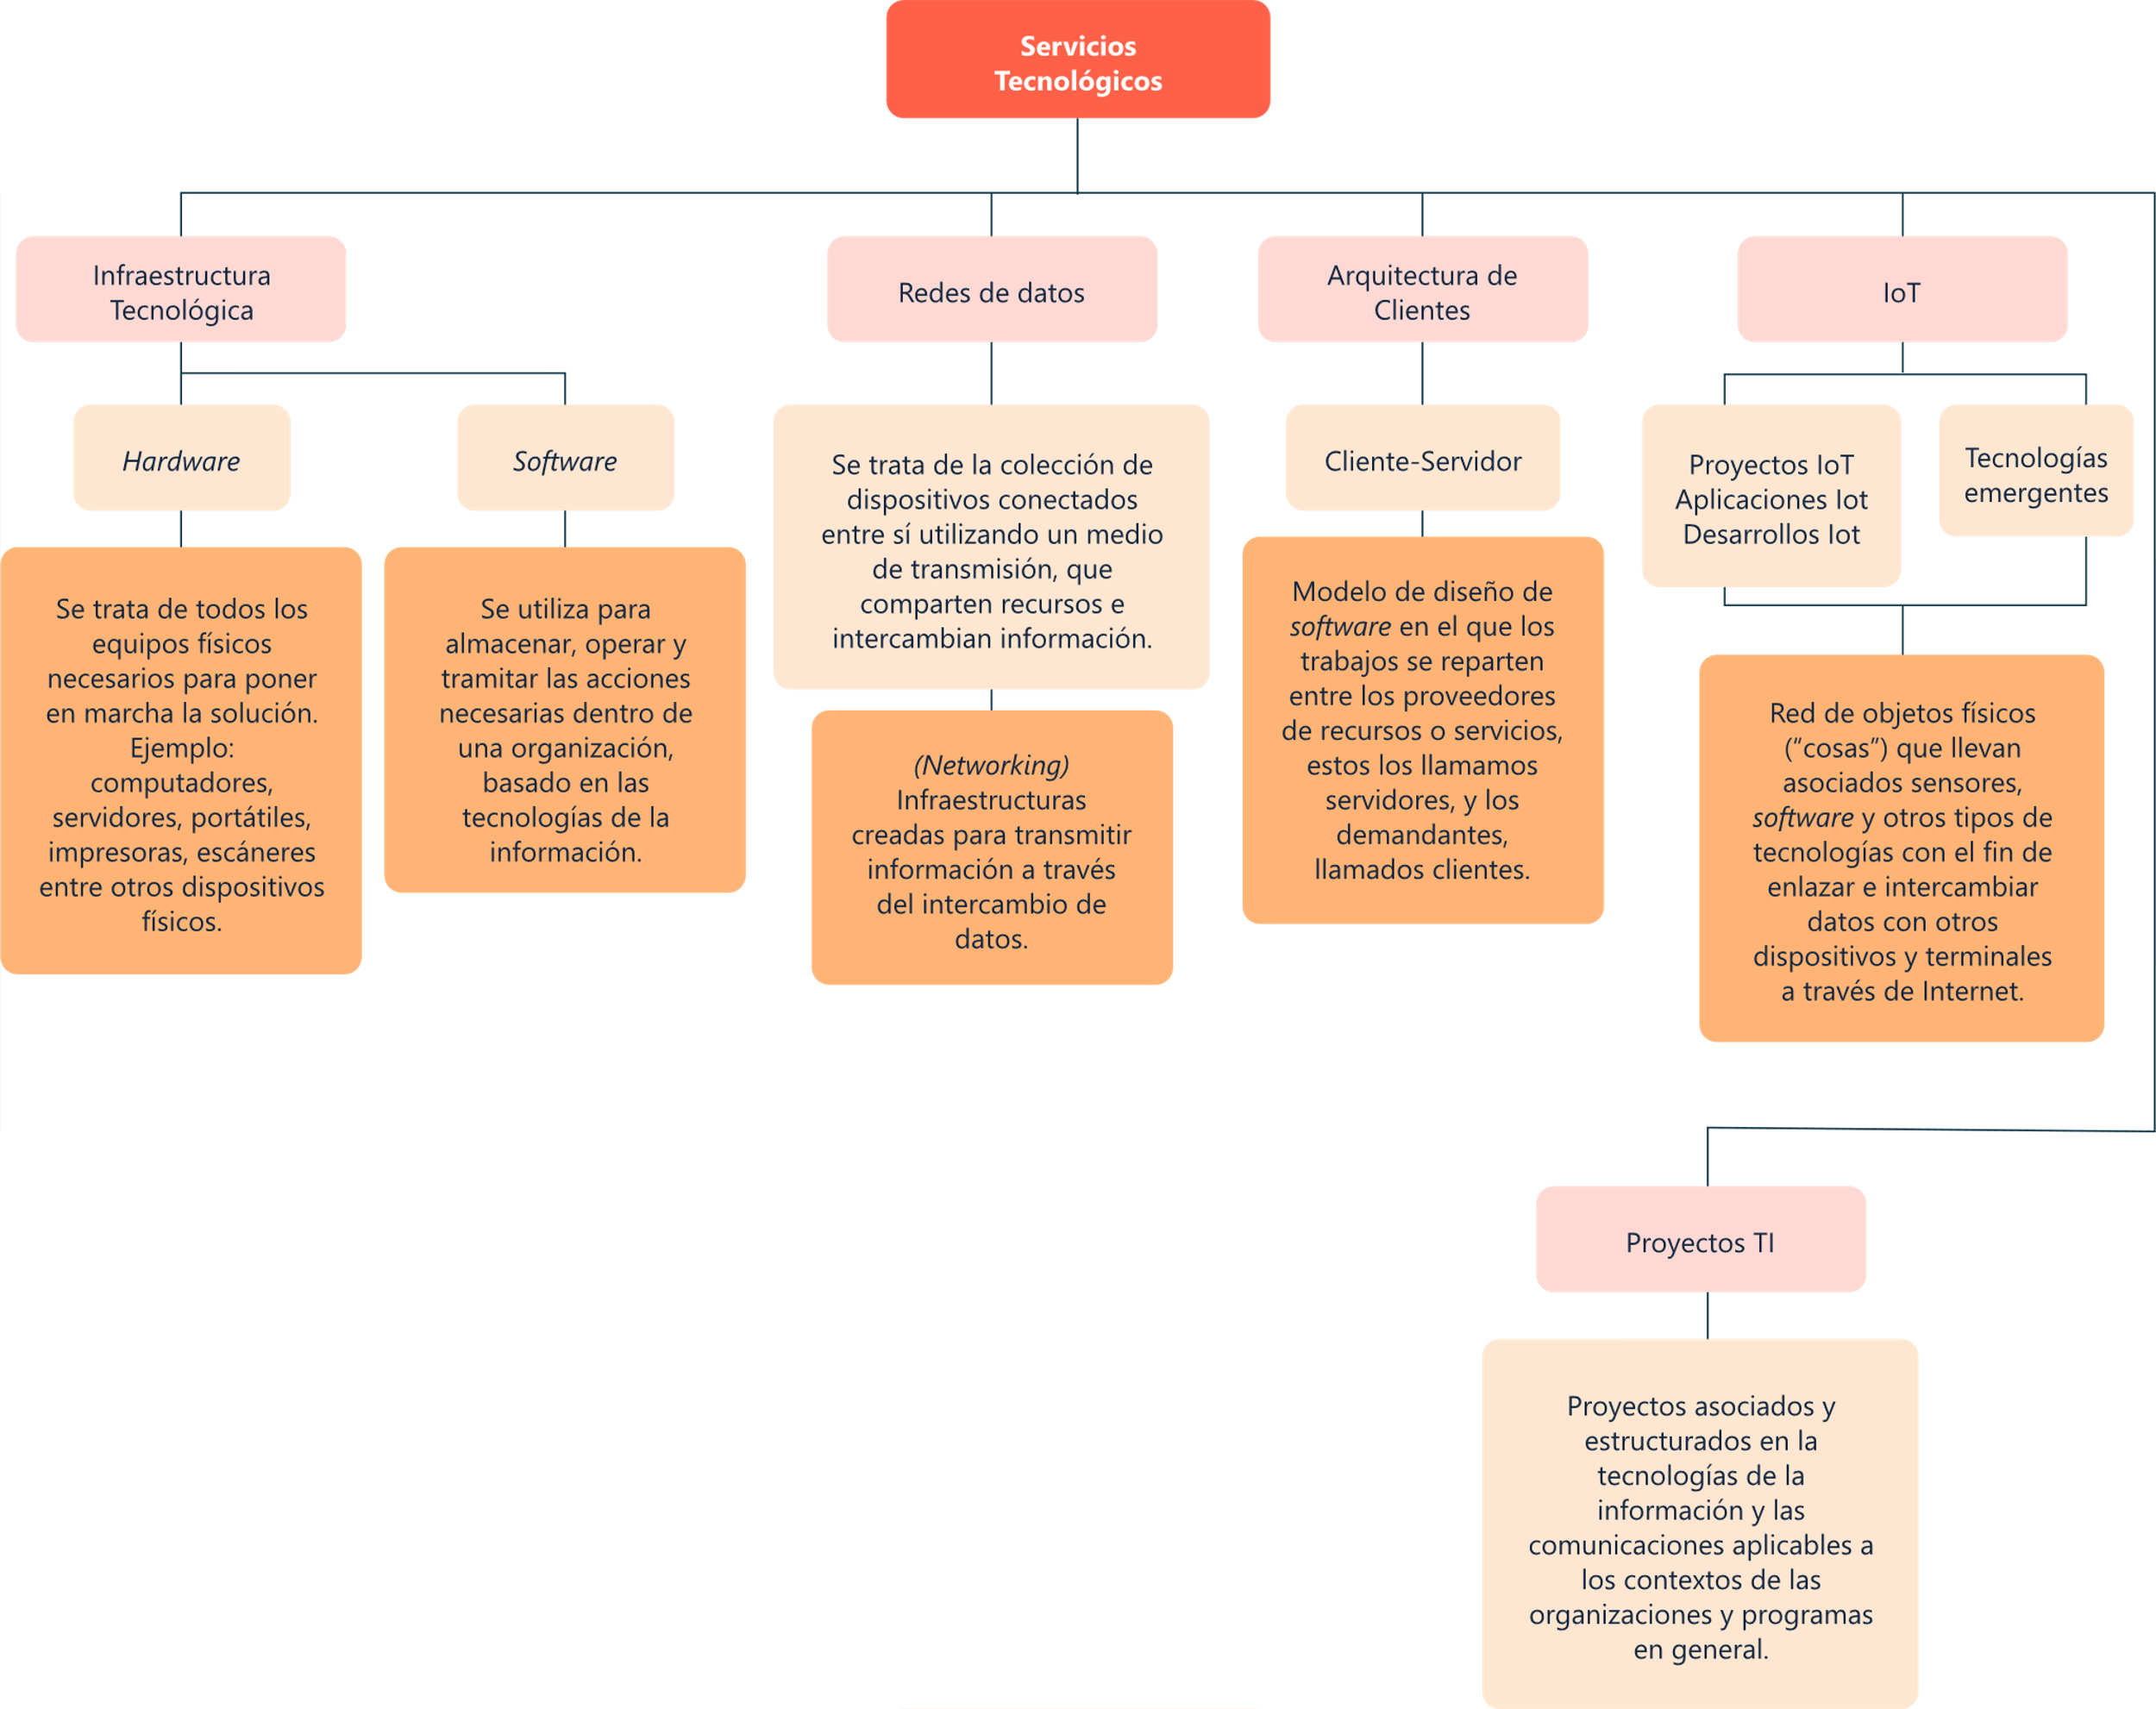 Servicios
Tecnológicos
Infraestructura
Tecnológica
Redes de datos
Arquitectura de
Clientes
IoT
Hardware
Software
Se trata de todos los
equipos físicos
necesarios para poner
en marcha la solución.
Ejemplo:
computadores,
servidores, portátiles,
impresoras, escáneres
entre otros dispositivos
físicos.
Se utiliza para
almacenar, operar y
tramitar las acciones
necesarias dentro de
una organización,
basado en las
tecnologías de la
información.
Se trata de la colección de
dispositivos conectados
entre sí utilizando un medio
de transmisión, que
comparten recursos e
intercambian información.
(Networking)
Infraestructuras
creadas para transmitir
información a través
del intercambio de
datos.
Cliente-Servidor
Modelo de diseño de
software en el que los
trabajos se reparten
entre los proveedores
de recursos o servicios,
estos los llamamos
servidores, y los
demandantes,
llamados clientes.
Proyectos IoT
Aplicaciones Iot
Desarrollos Iot
Tecnologías
emergentes
Red de objetos físicos
(“cosas”) que llevan
asociados sensores,
software y otros tipos de
tecnologías con el fin de
enlazar e intercambiar
datos con otros
dispositivos y terminales
a través de Internet.
Proyectos TI
Proyectos asociados y
estructurados en la
tecnologías de la
información y las
comunicaciones aplicables a
los contextos de las
organizaciones y programas
en general.